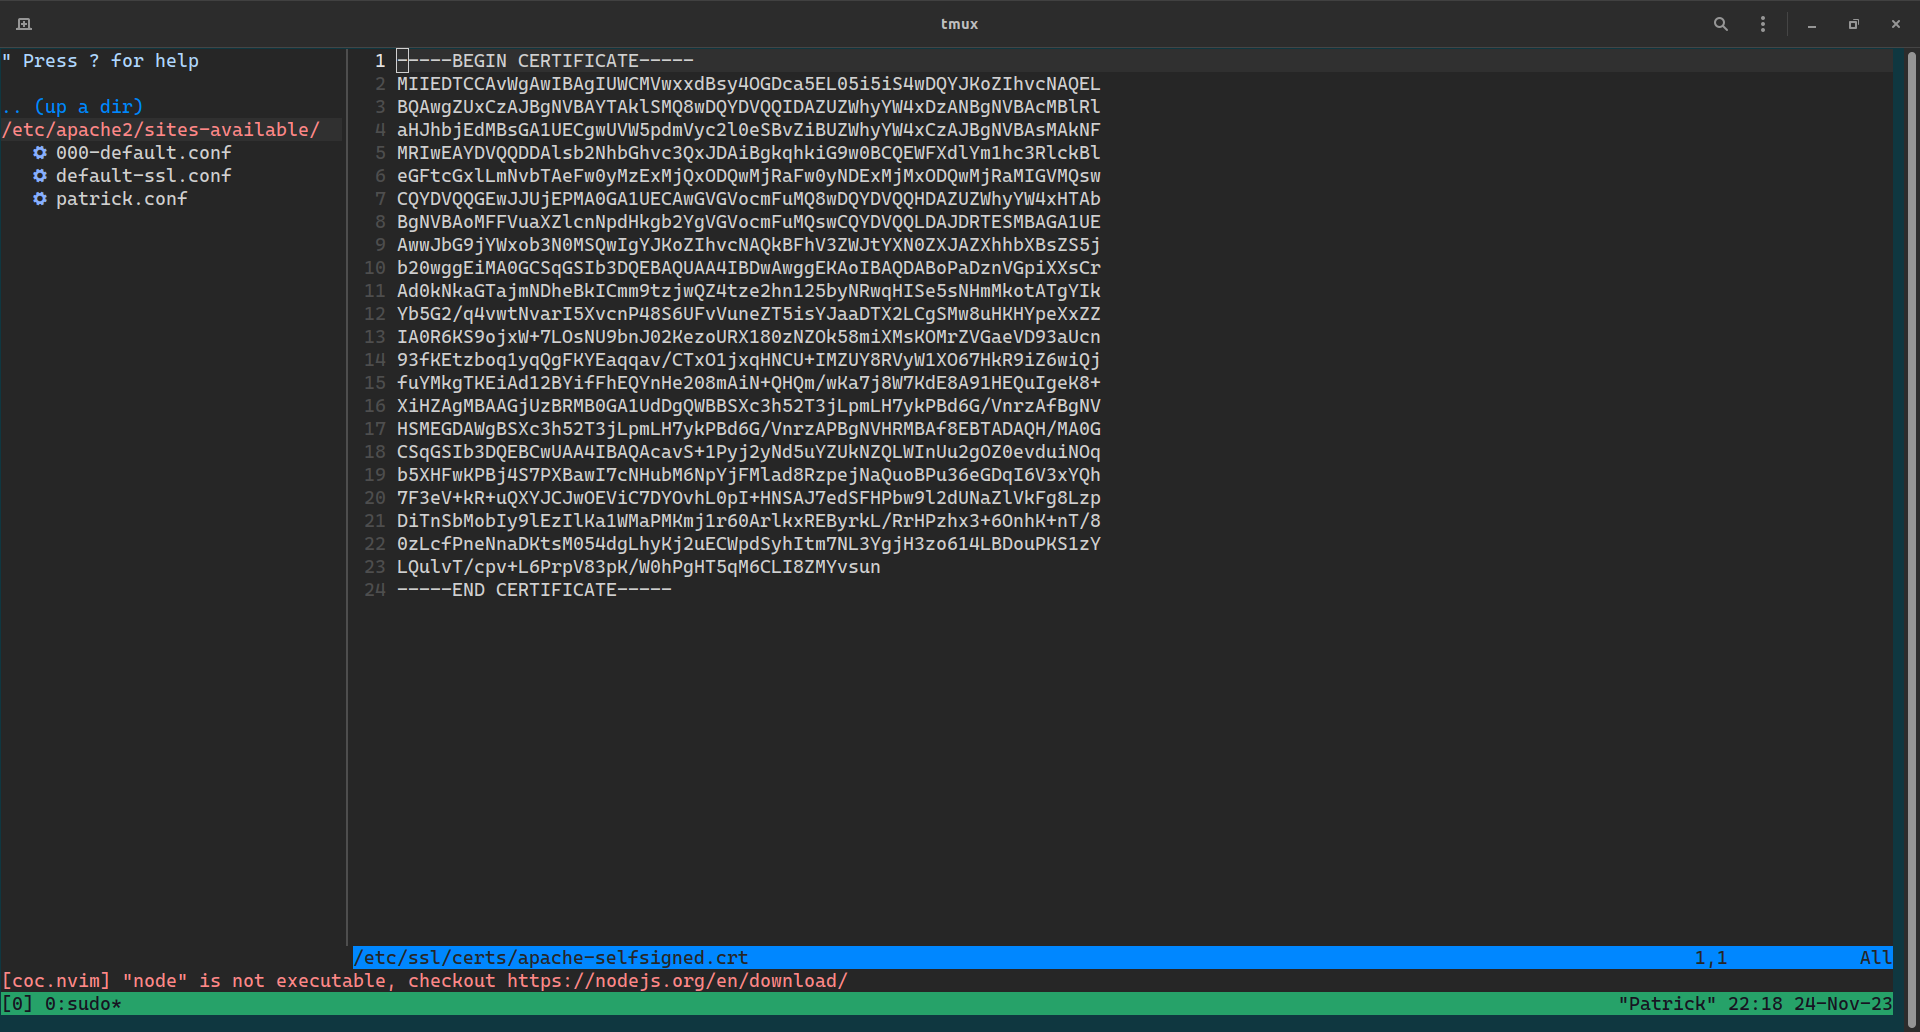 tmux
" Press ? for help
.. (up a dir)
/etc/apache2/sites-available/
000-default.conf
default-ssl.conf
patrick.conf
1 -----BEGIN CERTIFICATE-----
2 MIIEDTCCAvWgAwIBAgIUWCMVwxxdBsy4OGDca5EL05i5iS4wDQYJKoZIhvcNAQEL
3 BQAwgZUxCzAJBgNVBAYTAklSMQ8wDQYDVQQIDAZUZWhyYW4xDzANBgNVBAcMBlRl
4 aHJhbjEdMBsGA1UECgwUVW5pdmVyc2l0eSBvZiBUZWhyYW4xCzAJBgNVBAsMAkNF
5 MRIwEAYDVQQDDAlsb2NhbGhvc3QxJDAiBgkqhkiG9w0BCQEWFXdlYm1hc3RlckBl
6 eGFtcGxlLmNvbTAeFw0yMzExMjQxODQwMjRaFw0yNDExMjMxODQwMjRaMIGVMQsw
7 CQYDVQQGEwJJUjEPMA0GA1UECAwGVGVocmFuMQ8wDQYDVQQHDAZUZWhyYW4xHTAb
8 BgNVBAoMFFVuaXZlcnNpdHkgb2YgVGVocmFuMQswCQYDVQQLDAJDRTESMBAGA1UE
9 AwwJbG9jYWxob3N0MSQwIgYJKoZIhvcNAQkBFhV3ZWJtYXN0ZXJAZXhhbXBsZS5j
10 b20wggEiMA0GCSqGSIb3DQEBAQUAA4IBDwAwggEKAoIBAQDABoPaDznVGpiXXsCr
11 Ad0kNkaGTajmNDheBkICmm9tzjwQZ4tze2hn125byNRwqHISe5sNHmMkotATgYIk
12 Yb5G2/q4vwtNvarI5XvcnP48S6UFvVuneZT5isYJaaDTX2LCgSMw8uHKHYpeXxZZ
13 IA0R6KS9ojxW+7LOsNU9bnJ02KezoURX180zNZOk58miXMsKOMrZVGaeVD93aUcn
14 93fKEtzboq1yqQgFKYEaqqav/CTxO1jxqHNCU+IMZUY8RVyW1XO67HkR9iZ6wiQj
15 fuYMkgTKEiAd12BYifFhEQYnHe208mAiN+QHQm/wKa7j8W7KdE8A91HEQuIgeK8+
16 XiHZAgMBAAGjUzBRMB0GA1UdDgQWBBSXc3h52T3jLpmLH7ykPBd6G/VnrzAfBgNV
17 HSMEGDAWgBSXc3h52T3jLpmLH7ykPBd6G/VnrzAPBgNVHRMBAf8EBTADAQH/MA0G
18 CSqGSIb3DQEBCwUAA4IBAQAcavS+1Pyj2yNd5uYZUkNZQLWInUu2gOZ0evduiNOq
19 b5XHFwKPBj4S7PXBawI7cNHubM6NpYjFMlad8RzpejNaQuoBPu36eGDqI6V3xYQh
20 7F3eV+kR+uQXYJCJwOEViC7DYOvhL0pI+HNSAJ7edSFHPbw9l2dUNaZlVkFg8Lzp
21 DiTnSbMobIy9lEzIlKa1WMaPMKmj1r60ArlkxREByrkL/RrHPzhx3+6OnhK+nT/8
22 0zLcfPneNnaDKtsM054dgLhyKj2uECWpdSyhItm7NL3YgjH3zo614LBDouPKS1zY
23 LQulvT/cpv+L6PrpV83pK/W0hPgHT5qM6CLI8ZMYvsun
24 -----END CERTIFICATE-----
/etc/ssl/certs/apache-selfsigned.crt 1,1 All
[coc.nvim] "node" is not executable, checkout https://nodejs.org/en/download/
[0] 0:sudo* "Patrick" 22:18 24-Nov-23